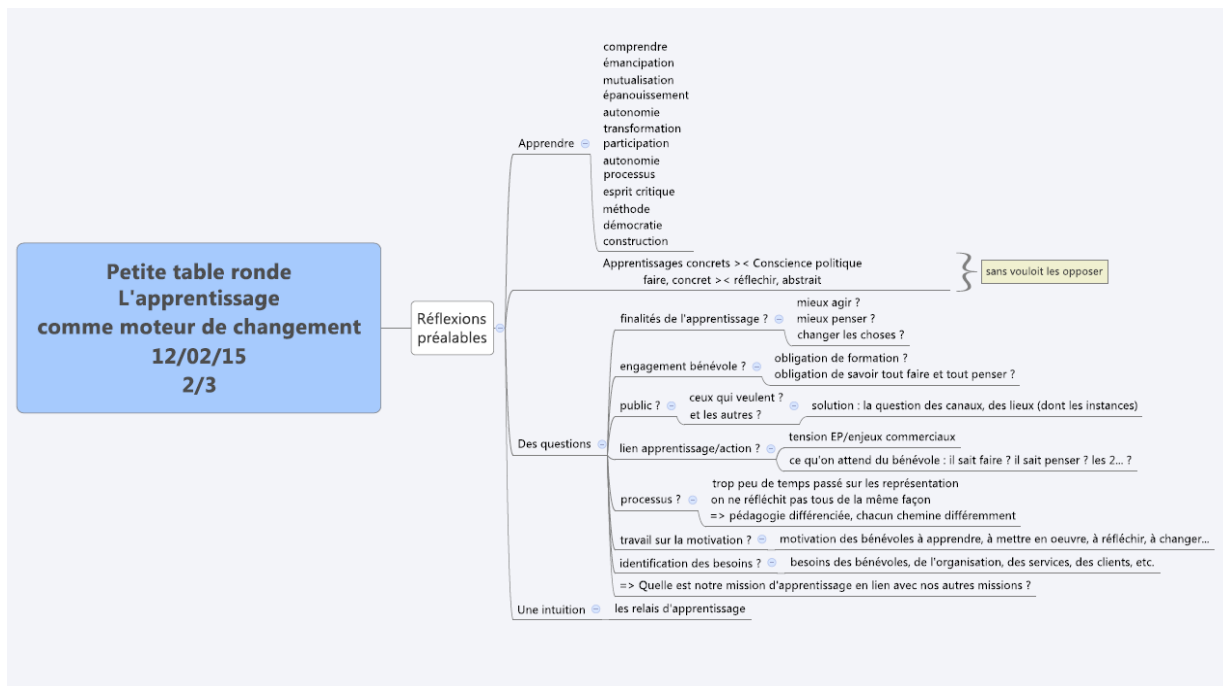 Petite table ronde
L'apprentissage
comme moteur de changement
12/02/15
2/3
Réflexions
préalables
Apprendre
comprendre
émancipation
mutualisation
épanouissement
autonomie
transformation
participation
autonomie
processus
esprit critique
méthode
démocratie
construction
Apprentissages concrets >< Conscience politique
faire, concret >< réflechir, abstrait
sans vouloit les opposer
Des questions
finalités de l'apprentissage ?
mieux agir ?
mieux penser ?
changer les choses ?
engagement bénévole ?
obligation de formation ?
obligation de savoir tout faire et tout penser ?
public ?
ceux qui veulent ?
et les autres ?
solution : la question des canaux, des lieux (dont les instances)
lien apprentissage/action ?
tension EP/enjeux commerciaux
ce qu'on attend du bénévole : il sait faire ? il sait penser ? les 2... ?
processus ?
trop peu de temps passé sur les représentation
on ne réfléchit pas tous de la même façon
=> pédagogie différenciée, chacun chemine différemment
travail sur la motivation ?
motivation des bénévoles à apprendre, à mettre en oeuvre, à réfléchir, à changer...
identification des besoins ?
besoins des bénévoles, de l'organisation, des services, des clients, etc.
=> Quelle est notre mission d'apprentissage en lien avec nos autres missions ?
Une intuition
les relais d'apprentissage